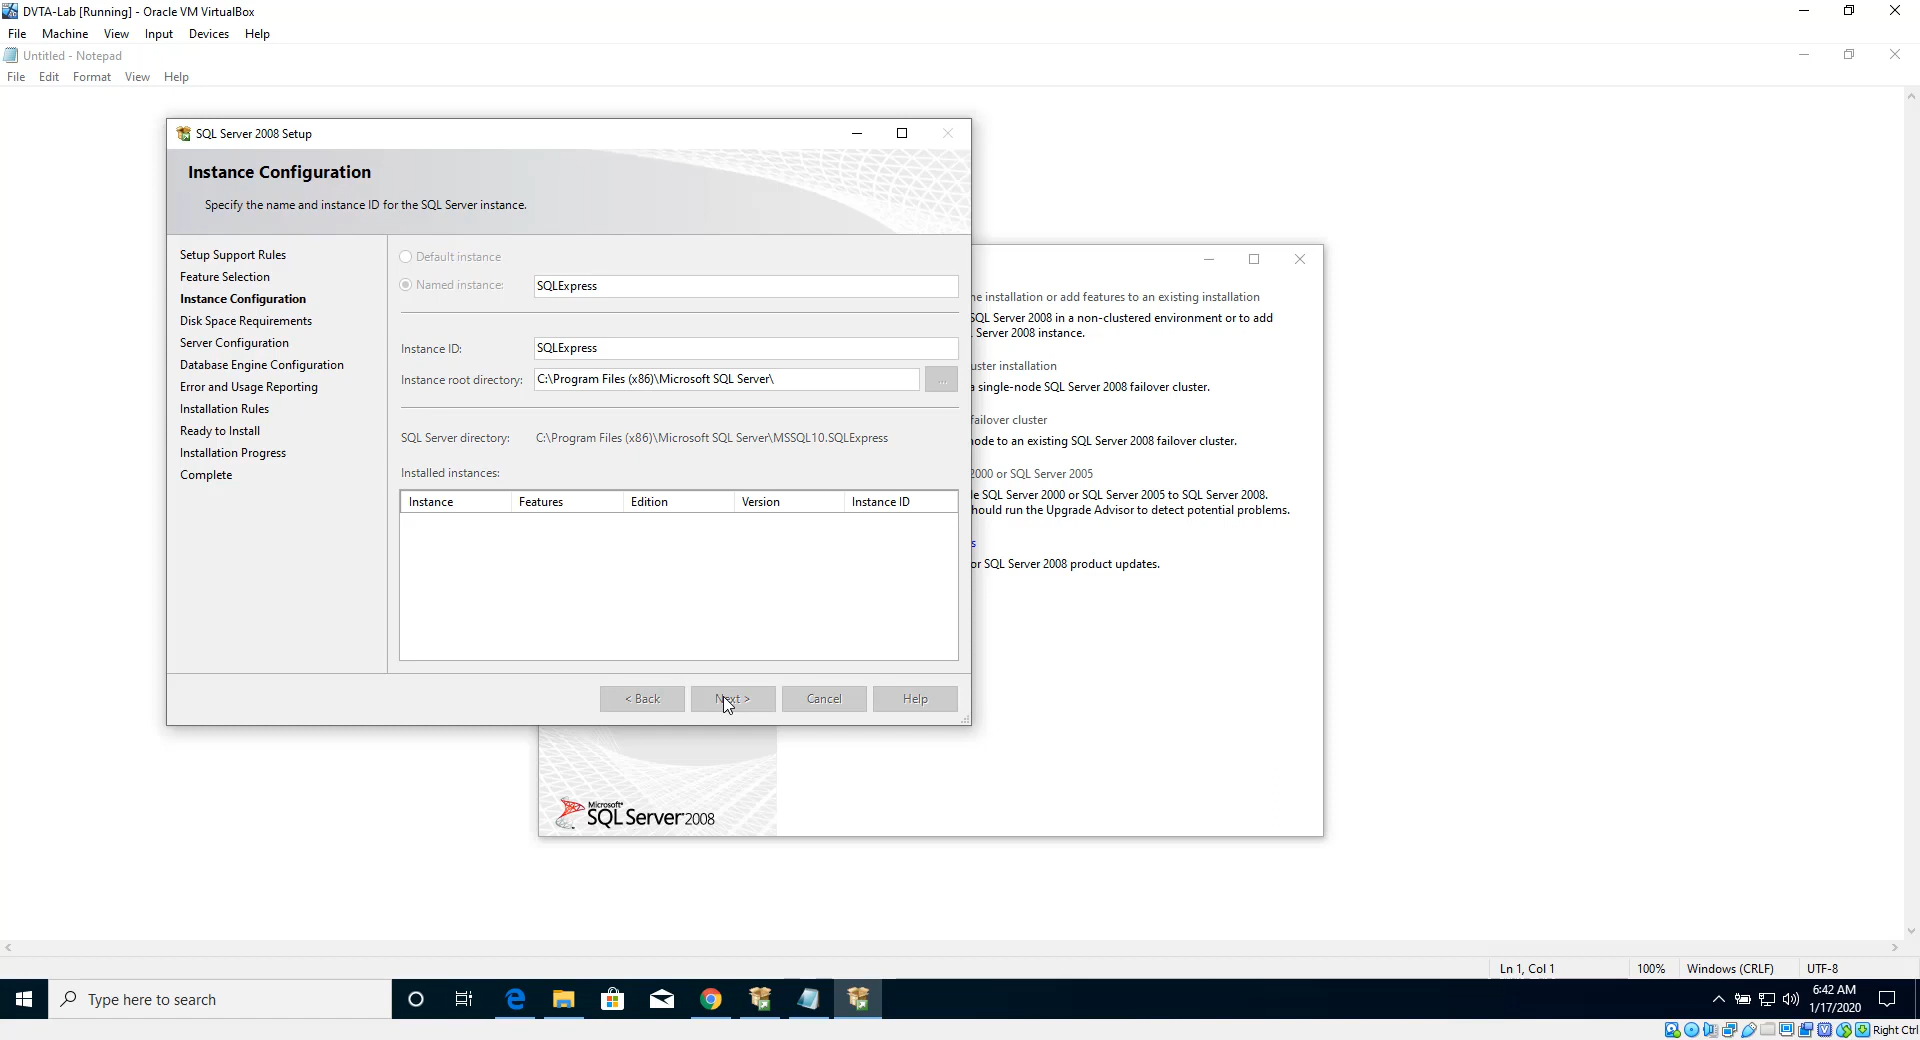 DVTA-Lab [Running] - Oracle VM VirtualBox
File Machine View Input Devices Help
Untitled - Notepad
File Edit Format View Help
SQL Server 2008 Setup
Instance Configuration
Specify the name and instance ID for the SQL Server instance.
Setup Support Rules
Feature Selection
Instance Configuration
Disk Space Requirements
Server Configuration
Database Engine Configuration
Error and Usage Reporting
Installation Rules
Ready to Install
Installation Progress
Complete
Default instance
Named instance: SQLExpress
Instance ID: SQLExpress
Instance root directory: C:\Program Files (x86)\Microsoft SQL Server\ ...
SQL Server directory: C:\Program Files (x86)\Microsoft SQL Server\MSSQL10.SQLExpress
Installed instances:
Instance Features Edition Version Instance ID
< Back Next > Cancel Help
installation or add features to an existing installation
SQL Server 2008 in a non-clustered environment or to add
Server 2008 instance.
installation
a single-node SQL Server 2008 failover cluster.
failover cluster
to an existing SQL Server 2008 failover cluster.
2000 or SQL Server 2005
SQL Server 2000 or SQL Server 2005 to SQL Server 2008.
run the Upgrade Advisor to detect potential problems.
s
or SQL Server 2008 product updates.
Microsoft
SQL Server 2008
Ln 1, Col 1 100% Windows (CRLF) UTF-8
Type here to search
6:42 AM
1/17/2020
Right Ctrl